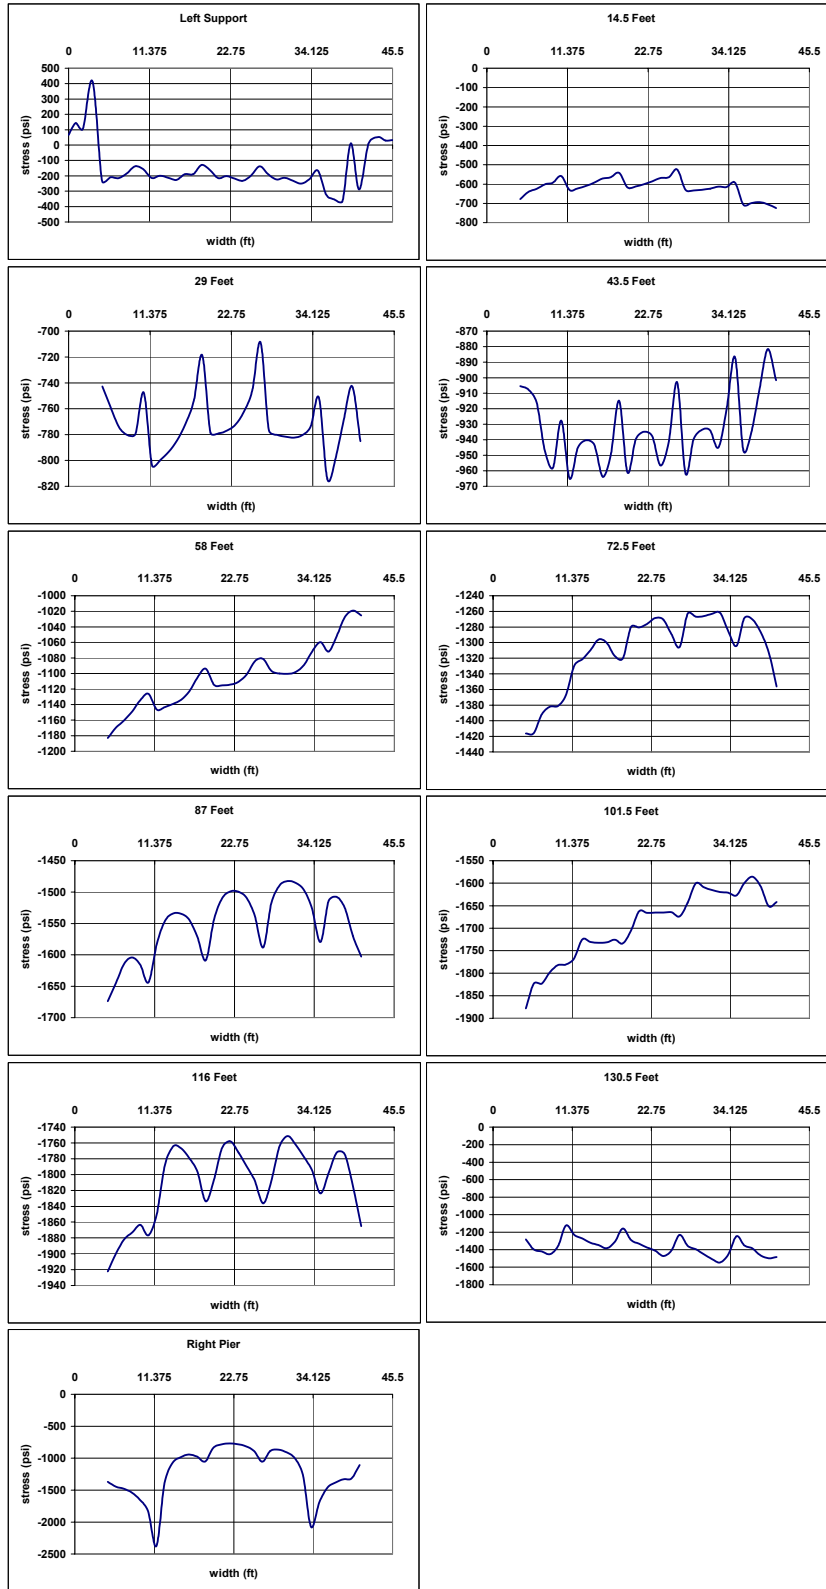 Left Support
0 11.375 22.75 34.125 45.5
500
400
300
200
100
0
-100
-200
-300
-400
-500
stress (psi)
width (ft)
14.5 Feet
0 11.375 22.75 34.125 45.5
0
-100
-200
-300
-400
-500
-600
-700
-800
stress (psi)
width (ft)
29 Feet
0 11.375 22.75 34.125 45.5
-700
-720
-740
-760
-780
-800
-820
stress (psi)
width (ft)
43.5 Feet
0 11.375 22.75 34.125 45.5
-870
-880
-890
-900
-910
-920
-930
-940
-950
-960
-970
stress (psi)
width (ft)
58 Feet
0 11.375 22.75 34.125 45.5
-1000
-1020
-1040
-1060
-1080
-1100
-1120
-1140
-1160
-1180
-1200
stress (psi)
width (ft)
72.5 Feet
0 11.375 22.75 34.125 45.5
-1240
-1260
-1280
-1300
-1320
-1340
-1360
-1380
-1400
-1420
-1440
stress (psi)
width (ft)
87 Feet
0 11.375 22.75 34.125 45.5
-1450
-1500
-1550
-1600
-1650
-1700
stress (psi)
width (ft)
101.5 Feet
0 11.375 22.75 34.125 45.5
-1550
-1600
-1650
-1700
-1750
-1800
-1850
-1900
stress (psi)
width (ft)
116 Feet
0 11.375 22.75 34.125 45.5
-1740
-1760
-1780
-1800
-1820
-1840
-1860
-1880
-1900
-1920
-1940
stress (psi)
width (ft)
130.5 Feet
0 11.375 22.75 34.125 45.5
0
-200
-400
-600
-800
-1000
-1200
-1400
-1600
-1800
stress (psi)
width (ft)
Right Pier
0 11.375 22.75 34.125 45.5
0
-500
-1000
-1500
-2000
-2500
stress (psi)
width (ft)